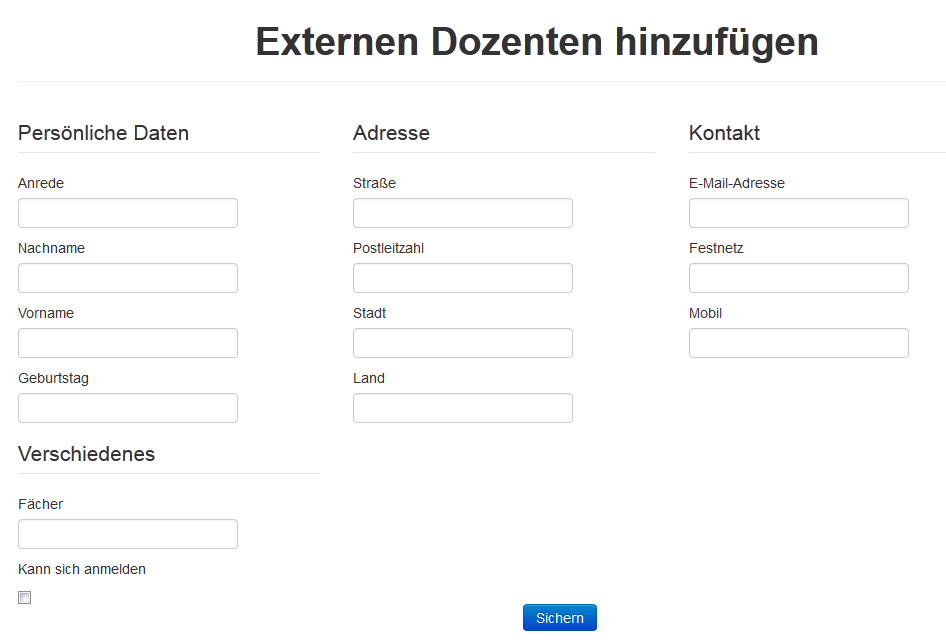 Externen Dozenten hinzufügen
Persönliche Daten
Anrede
Nachname
Vorname
Geburtstag
Adresse
Straße
Postleitzahl
Stadt
Land
Kontakt
E-Mail-Adresse
Festnetz
Mobil
Verschiedenes
Fächer
Kann sich anmelden
Sichern